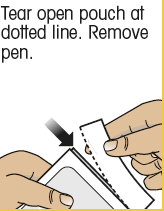 Tear open pouch at
dotted line. Remove
pen.